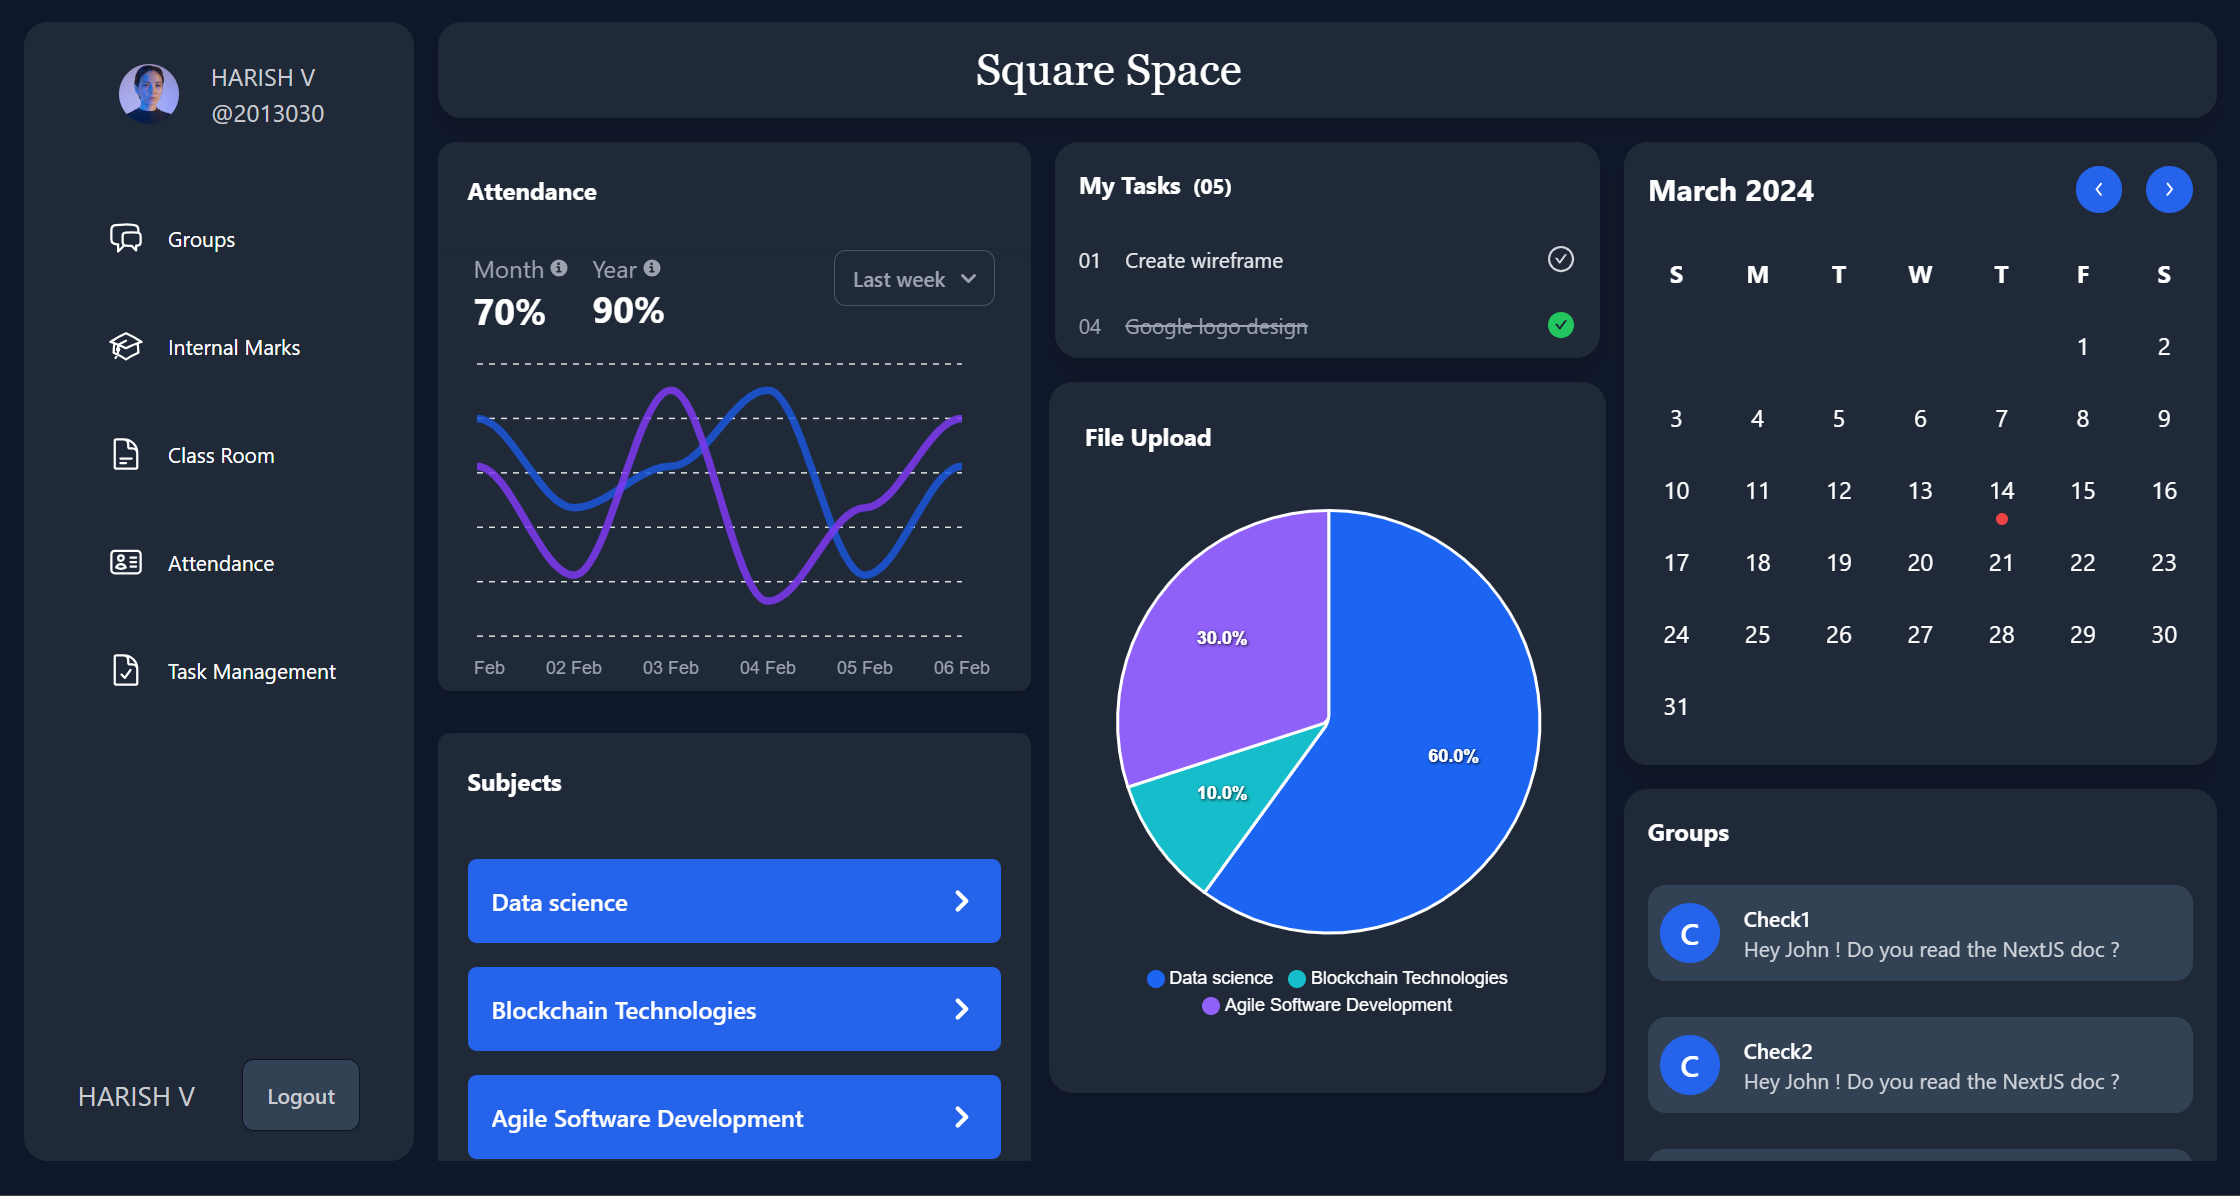 HARISH V
@2013030
Groups
Internal Marks
Class Room
Attendance
Task Management
HARISH V
Logout
Square Space
Attendance
Month
70%
Year
90%
Last week
Feb 02 Feb 03 Feb 04 Feb 05 Feb 06 Feb
Subjects
Data science
Blockchain Technologies
Agile Software Development
My Tasks (05)
01 Create wireframe
04 Google logo design
File Upload
30.0%
60.0%
10.0%
Data science Blockchain Technologies
Agile Software Development
March 2024
S M T W T F S
1 2
3 4 5 6 7 8 9
10 11 12 13 14 15 16
17 18 19 20 21 22 23
24 25 26 27 28 29 30
31
Groups
C
Check1
Hey John ! Do you read the NextJS doc ?
C
Check2
Hey John ! Do you read the NextJS doc ?